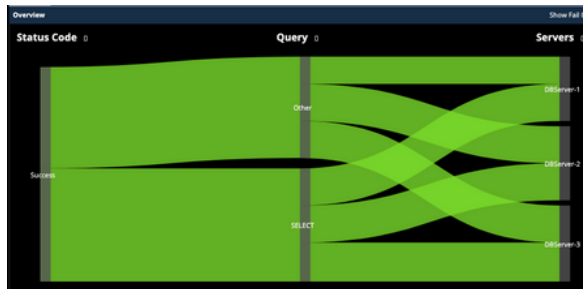 Overview
Show Fail
Status Code
Query
Servers
DBServer-1
Other
DBServer-2
Success
SELECT
DBServer-3